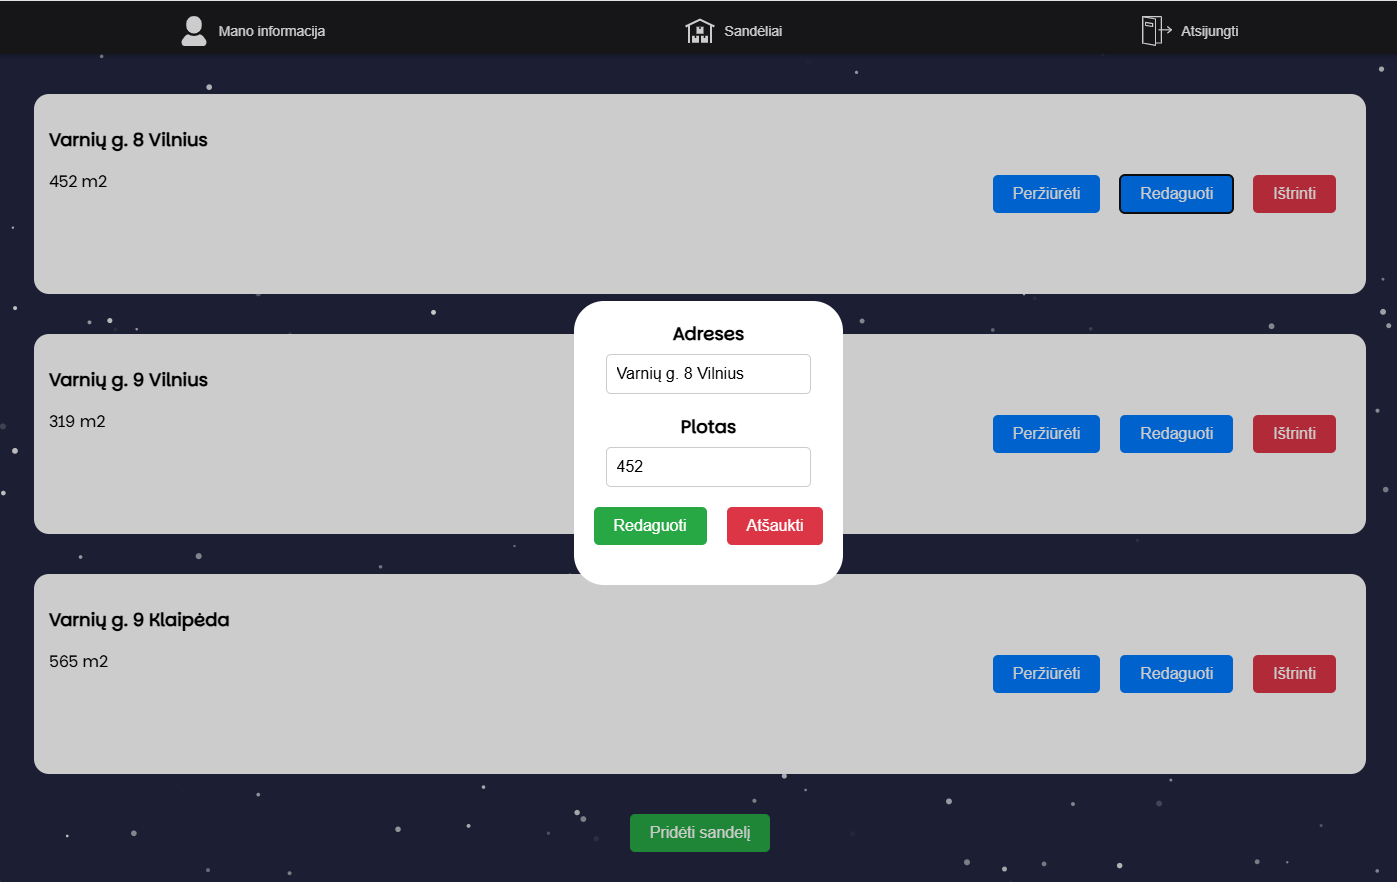 Mano informacija
Sandėliai
Atsijungti
Varnių g. 8 Vilnius
452 m2
Peržiūrėti
Redaguoti
Ištrinti
Varnių g. 9 Vilnius
319 m2
Peržiūrėti
Redaguoti
Ištrinti
Adreses
Varnių g. 8 Vilnius
Plotas
452
Redaguoti
Atšaukti
Varnių g. 9 Klaipėda
565 m2
Peržiūrėti
Redaguoti
Ištrinti
Pridėti sandelį